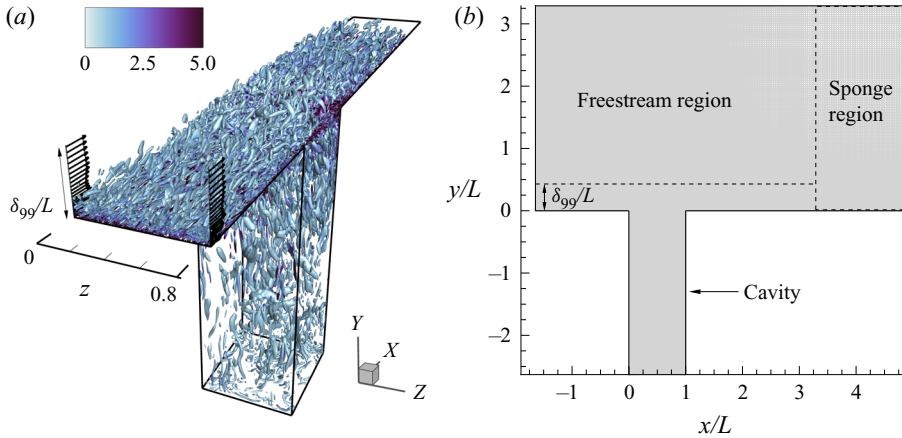 (a)
0 2.5 5.0
δ99/L
0
z
0.8
Y
X
Z
(b)
3
2
1
0
−1
−2
y/L
Freestream region
Sponge
region
δ99/L
Cavity
−1 0 1 2 3 4
x/L